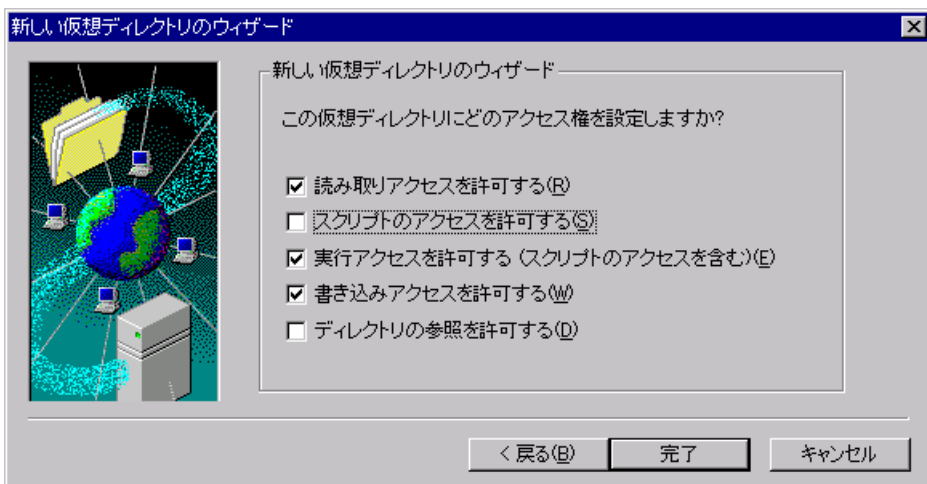 新しい仮想ディレクトリのウィザード
新しい仮想ディレクトリのウィザード
この仮想ディレクトリにどのアクセス権を設定しますか?
読み取りアクセスを許可する(R)
スクリプトのアクセスを許可する(S)
実行アクセスを許可する (スクリプトのアクセスを含む)(E)
書き込みアクセスを許可する(W)
ディレクトリの参照を許可する(D)
< 戻る(B) 完了 キャンセル